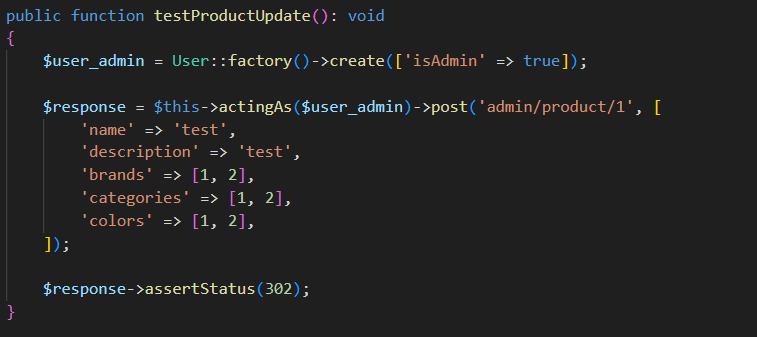 public function testProductUpdate(): void
{
    $user_admin = User::factory()->create(['isAdmin' => true]);

    $response = $this->actingAs($user_admin)->post('admin/product/1', [
        'name' => 'test',
        'description' => 'test',
        'brands' => [1, 2],
        'categories' => [1, 2],
        'colors' => [1, 2],
    ]);

    $response->assertStatus(302);
}